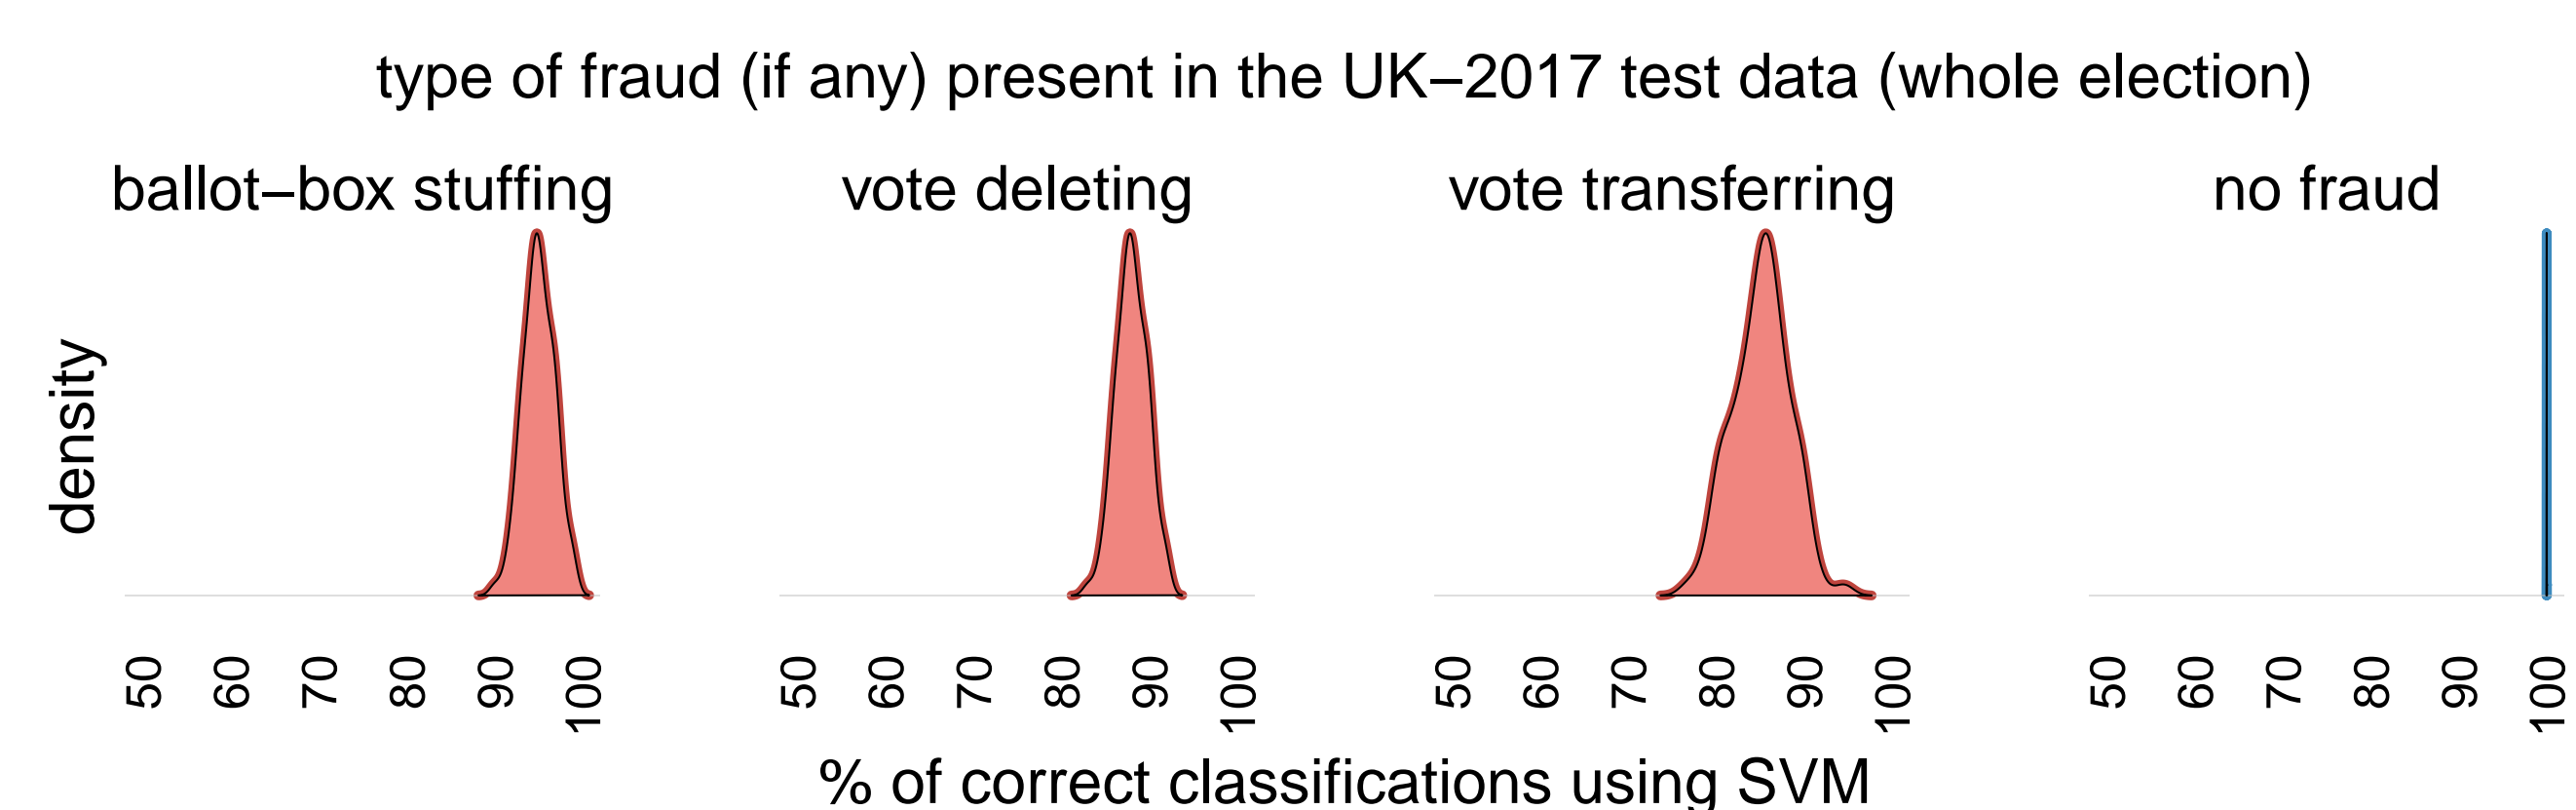 type of fraud (if any) present in the UK–2017 test data (whole election)
ballot–box stuffing
vote deleting
vote transferring
no fraud
density
50 60 70 80 90 100
50 60 70 80 90 100
50 60 70 80 90 100
50 60 70 80 90 100
% of correct classifications using SVM